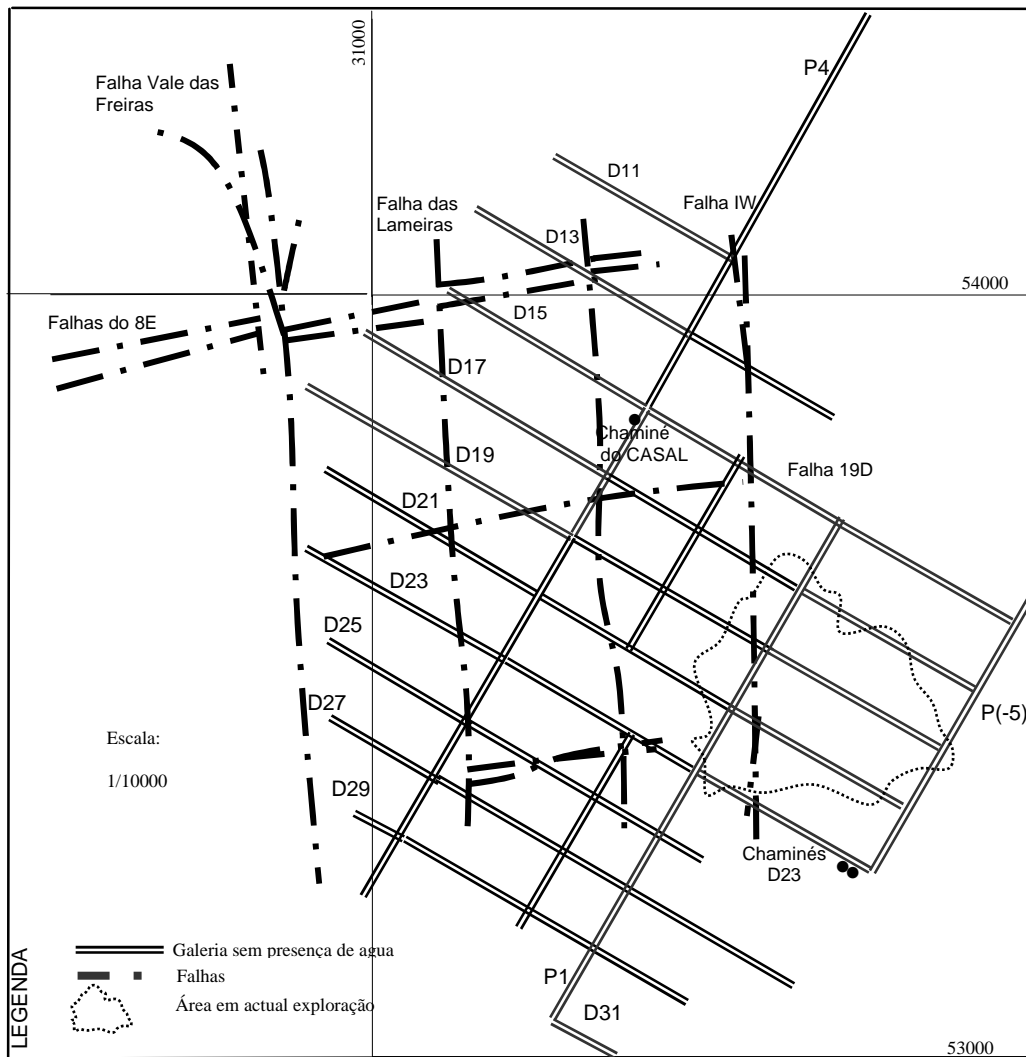 31000
P4
Falha Vale das
Freiras
D11
Falha IW
Falha das
Lameiras
D13
54000
D15
Falhas do 8E
D17
Chaminé
do CASAL
D19
Falha 19D
D21
D23
D25
D27
P(-5)
Escala:
1/10000
D29
Chaminés
D23
LEGENDA
Galeria sem presença de agua
Falhas
Área em actual exploração
P1
D31
53000